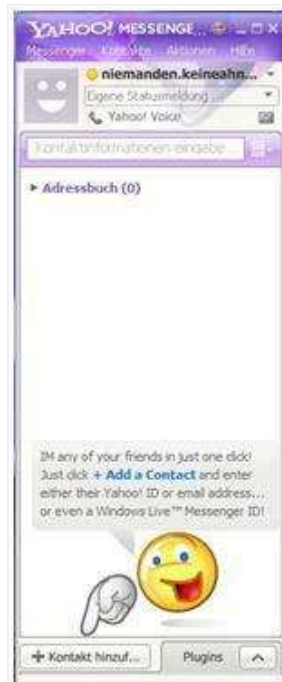 YAHOO! MESSENGE...
Messenger Kontakte Aktionen Hilfe
niemanden.keineahn...
Eigene Statusmeldung ...
Yahoo! Voice
Kontaktinformationen eingebe...
Adressbuch (0)
IM any of your friends in just one click!
Just click + Add a Contact and enter
either their Yahoo! ID or email address...
or even a Windows Live™ Messenger ID!
+ Kontakt hinzuf... Plugins